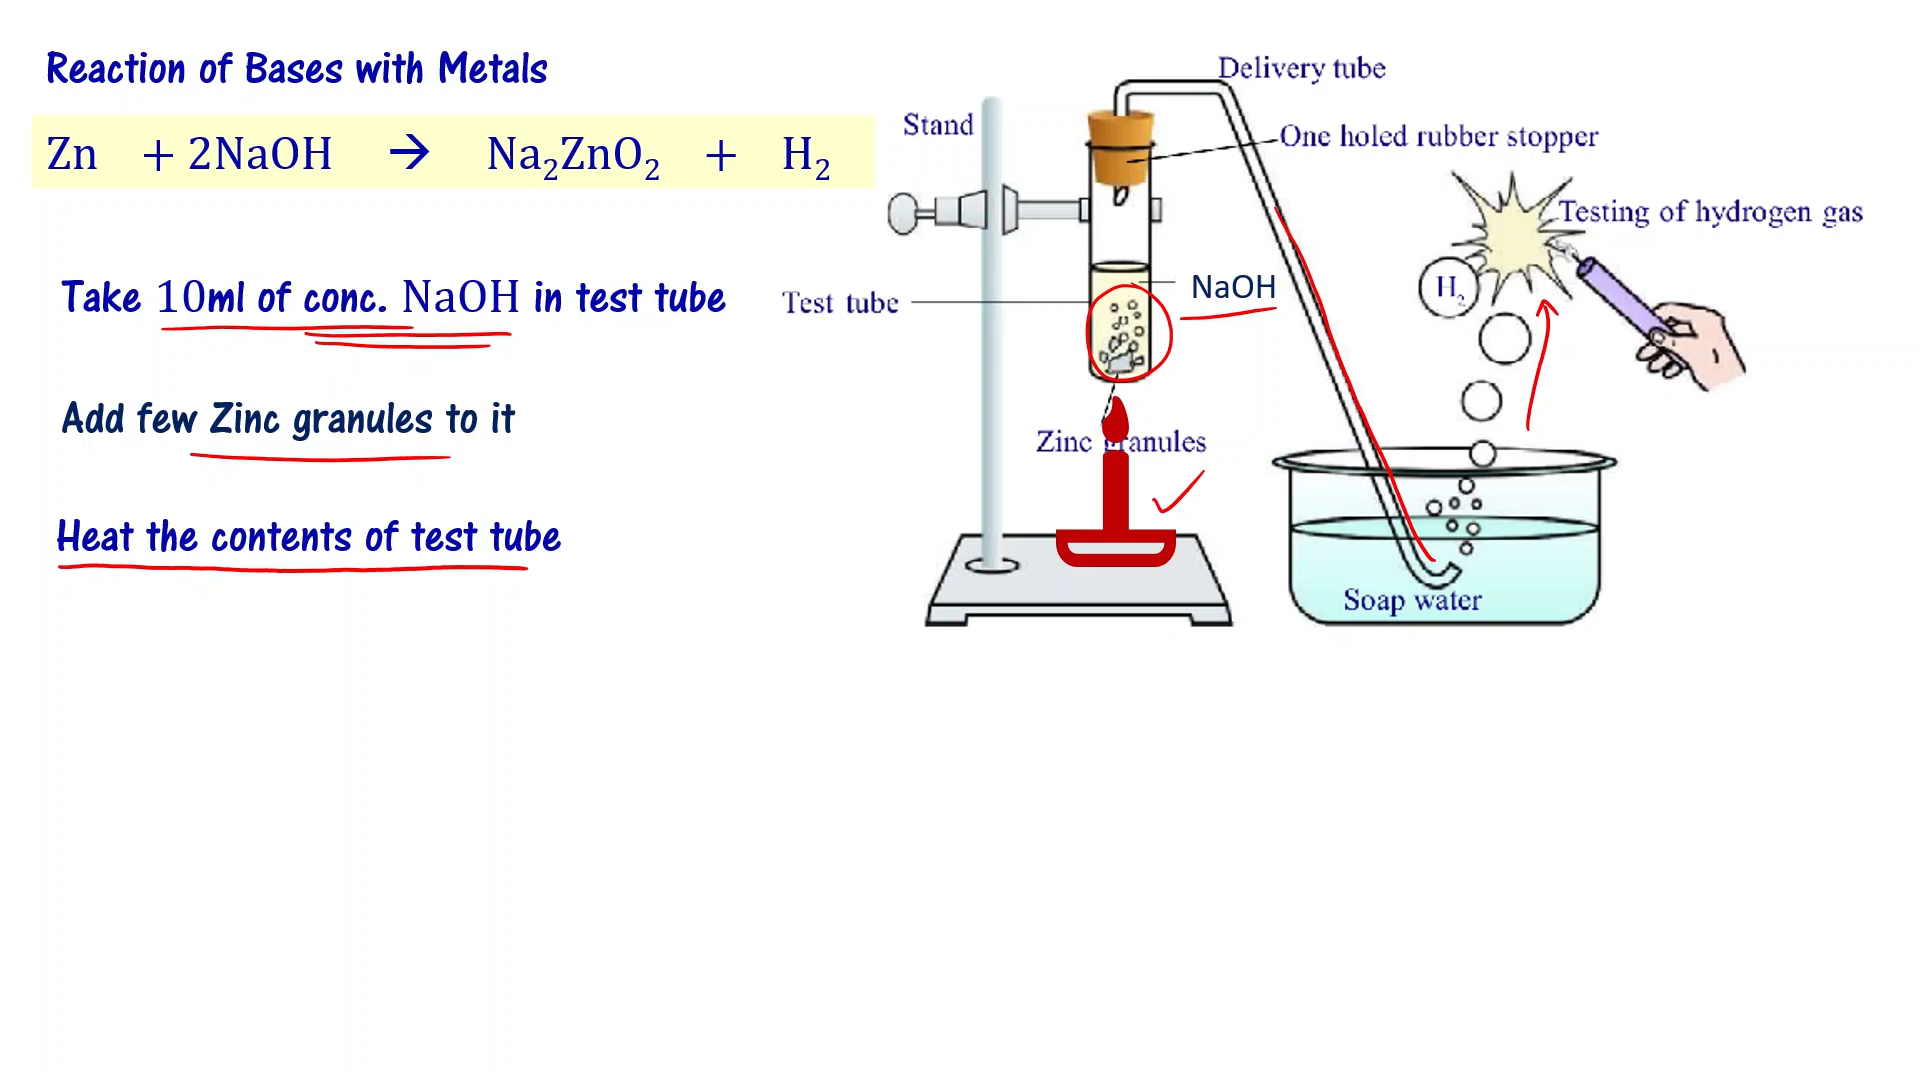 Reaction of Bases with Metals
Zn + 2NaOH → Na₂ZnO₂ + H₂
Take 10ml of conc. NaOH in test tube
Add few Zinc granules to it
Heat the contents of test tube
Delivery tube
Stand
One holed rubber stopper
Testing of hydrogen gas
H₂
NaOH
Test tube
Zinc granules
Soap water